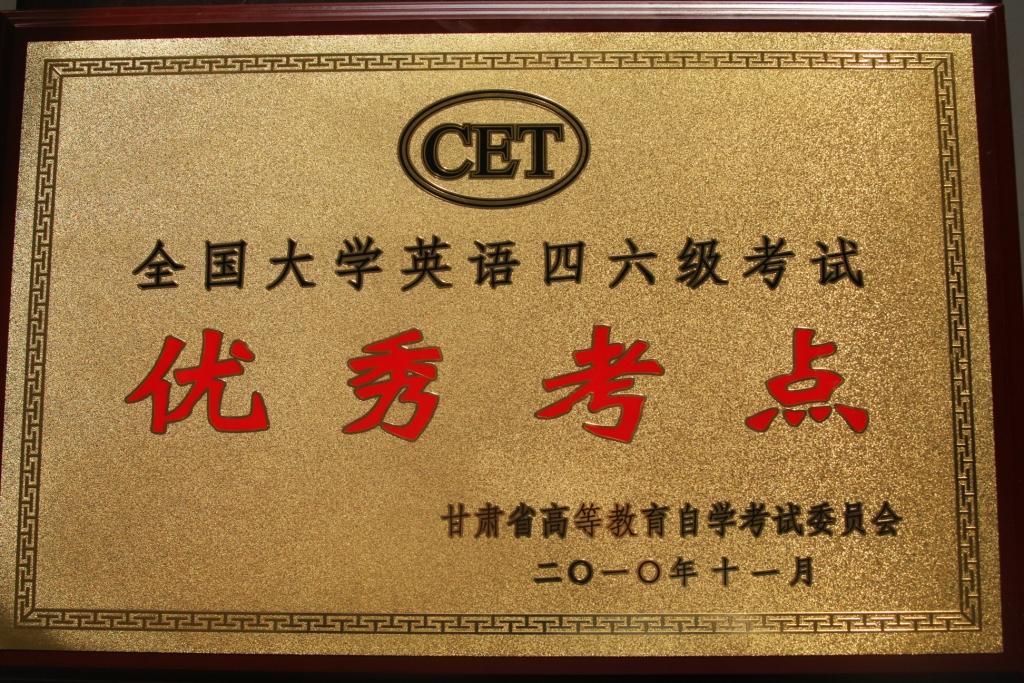 CET
全国大学英语四六级考试
优秀考点
甘肃省高等教育自学考试委员会
二〇一〇年十一月